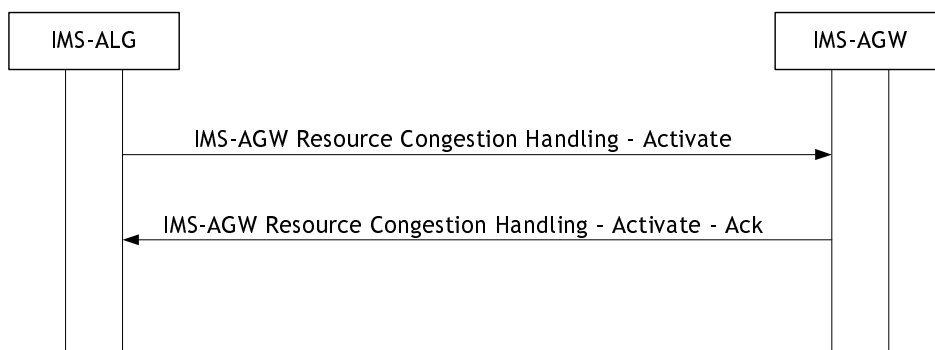 IMS-ALG
IMS-AGW
IMS-AGW Resource Congestion Handling - Activate
IMS-AGW Resource Congestion Handling – Activate - Ack